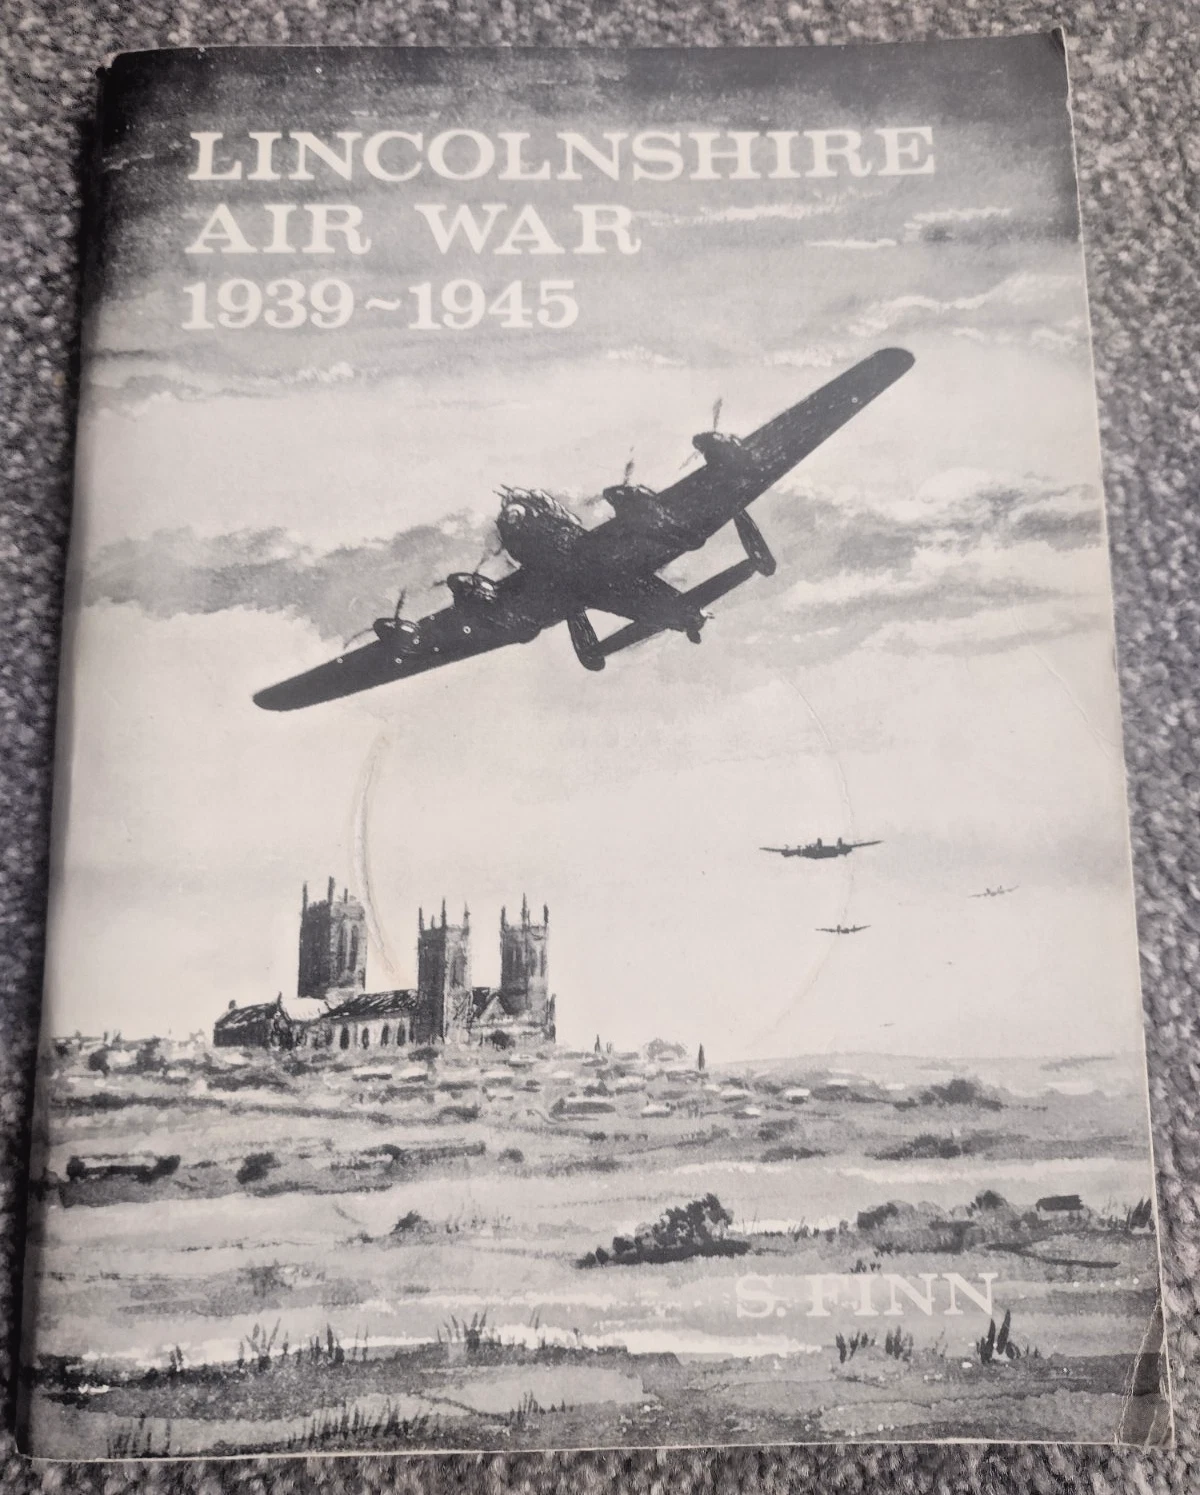 LINCOLNSHIRE
AIR WAR
1939~1945
S. FINN